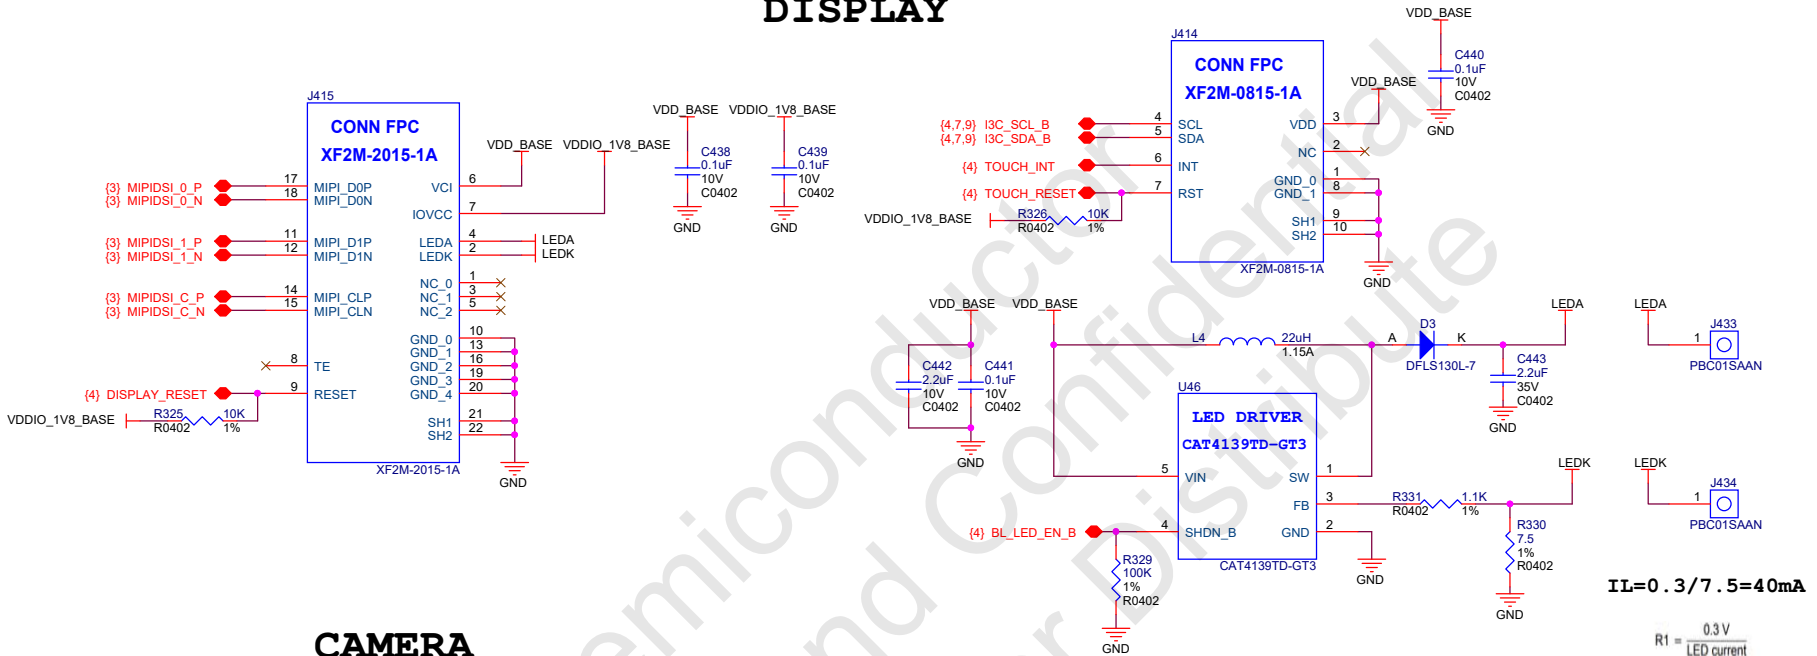 DISPLAY
J415
CONN FPC
XF2M-2015-1A
{3} MIPIDSI_0_P 17 MIPI_D0P
{3} MIPIDSI_0_N 18 MIPI_D0N
{3} MIPIDSI_1_P 11 MIPI_D1P
{3} MIPIDSI_1_N 12 MIPI_D1N
{3} MIPIDSI_C_P 14 MIPI_CLP
{3} MIPIDSI_C_N 15 MIPI_CLN
8 TE
{4} DISPLAY_RESET 9 RESET
VDDIO_1V8_BASE R325 10K
R0402 1%
VCI 6 VDD_BASE
IOVCC 7 VDDIO_1V8_BASE
LEDA 4 LEDA
LEDK 2 LEDK
NC_0 1
NC_1 3
NC_2 5
GND_0 10
GND_1 13
GND_2 16
GND_3 19
GND_4 20
SH1 21
SH2 22
XF2M-2015-1A
GND
VDD_BASE
C438
0.1uF
10V
C0402
GND
VDDIO_1V8_BASE
C439
0.1uF
10V
C0402
GND
J414
CONN FPC
XF2M-0815-1A
{4,7,9} I3C_SCL_B 4 SCL
{4,7,9} I3C_SDA_B 5 SDA
{4} TOUCH_INT 6 INT
{4} TOUCH_RESET 7 RST
VDDIO_1V8_BASE R326 10K
R0402 1%
VDD 3 VDD_BASE
NC 2
GND_0 1
GND_1 8
SH1 9
SH2 10
XF2M-0815-1A
GND
VDD_BASE
C440
0.1uF
10V
C0402
GND
VDD_BASE
C442
2.2uF
10V
C0402
C441
0.1uF
10V
C0402
GND
VDD_BASE
L4 22uH
1.15A
A D3 K
DFLS130L-7
LEDA
C443
2.2uF
35V
C0402
GND
U46
LED DRIVER
CAT4139TD-GT3
5 VIN
{4} BL_LED_EN_B 4 SHDN_B
SW 1
FB 3
GND 2
CAT4139TD-GT3
GND
R329
100K
1%
R0402
GND
R331 1.1K
R0402 1%
LEDK
R330
7.5
1%
R0402
GND
LEDA
J433
1
PBC01SAAN
LEDK
J434
1
PBC01SAAN
IL=0.3/7.5=40mA
R1 = 0.3 V
LED current
CAMERA
emiconductor
nd Confidential
r Distribute